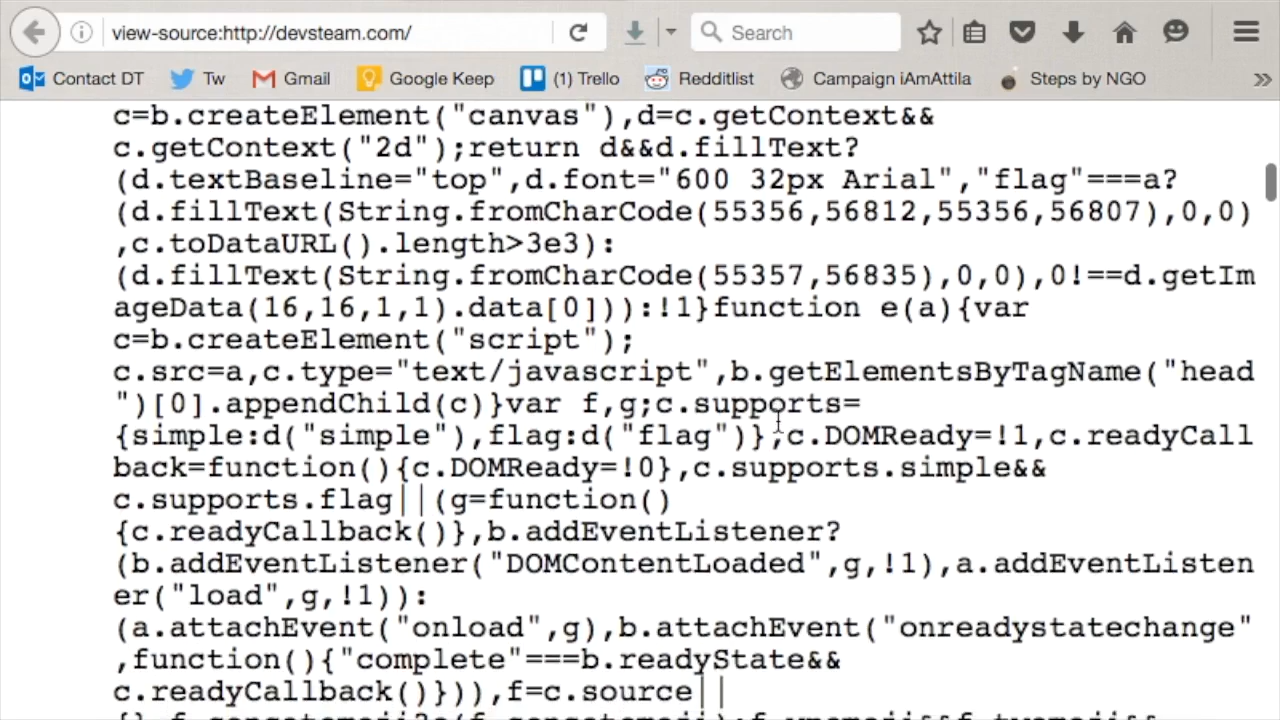 view-source:http://devsteam.com/
Search
Contact DT
Tw
Gmail
Google Keep
(1) Trello
Redditlist
Campaign iAmAttila
Steps by NGO
c=b.createElement("canvas"),d=c.getContext&&
c.getContext("2d");return d&&d.fillText?
(d.textBaseline="top",d.font="600 32px Arial","flag"===a?
(d.fillText(String.fromCharCode(55356,56812,55356,56807),0,0)
,c.toDataURL().length>3e3):
(d.fillText(String.fromCharCode(55357,56835),0,0),0!==d.getIm
ageData(16,16,1,1).data[0])):!1}function e(a){var
c=b.createElement("script");
c.src=a,c.type="text/javascript",b.getElementsByTagName("head
")[0].appendChild(c)}var f,g;c.supports=
{simple:d("simple"),flag:d("flag")},c.DOMReady=!1,c.readyCall
back=function(){c.DOMReady=!0},c.supports.simple&&
c.supports.flag||(g=function()
{c.readyCallback()},b.addEventListener?
(b.addEventListener("DOMContentLoaded",g,!1),a.addEventListen
er("load",g,!1)):
(a.attachEvent("onload",g),b.attachEvent("onreadystatechange"
,function(){"complete"===b.readyState&&
c.readyCallback()})),f=c.source||